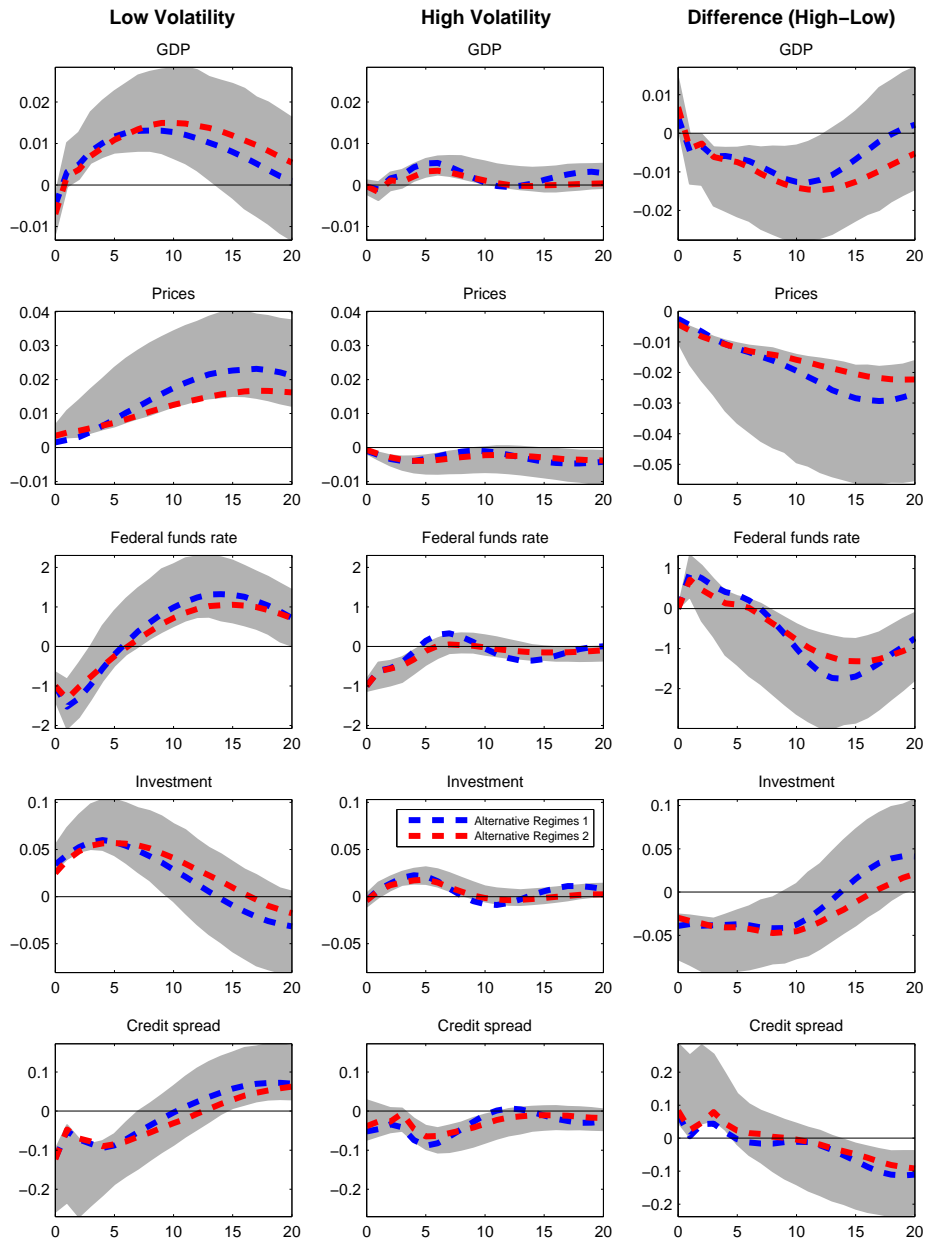 Low Volatility
High Volatility
Difference (High−Low)
GDP
GDP
GDP
0.02
0.01
0
−0.01
0 5 10 15 20
0.02
0.01
0
−0.01
0 5 10 15 20
0.01
0
−0.01
−0.02
0 5 10 15 20
Prices
Prices
Prices
0.04
0.03
0.02
0.01
0
−0.01
0 5 10 15 20
0.04
0.03
0.02
0.01
0
−0.01
0 5 10 15 20
0
−0.01
−0.02
−0.03
−0.04
−0.05
0 5 10 15 20
Federal funds rate
Federal funds rate
Federal funds rate
2
1
0
−1
−2
0 5 10 15 20
2
1
0
−1
−2
0 5 10 15 20
1
0
−1
−2
0 5 10 15 20
Investment
Investment
Investment
0.1
0.05
0
−0.05
0 5 10 15 20
0.1
0.05
0
−0.05
Alternative Regimes 1
Alternative Regimes 2
0 5 10 15 20
0.1
0.05
0
−0.05
0 5 10 15 20
Credit spread
Credit spread
Credit spread
0.1
0
−0.1
−0.2
0 5 10 15 20
0.1
0
−0.1
−0.2
0 5 10 15 20
0.2
0.1
0
−0.1
−0.2
0 5 10 15 20